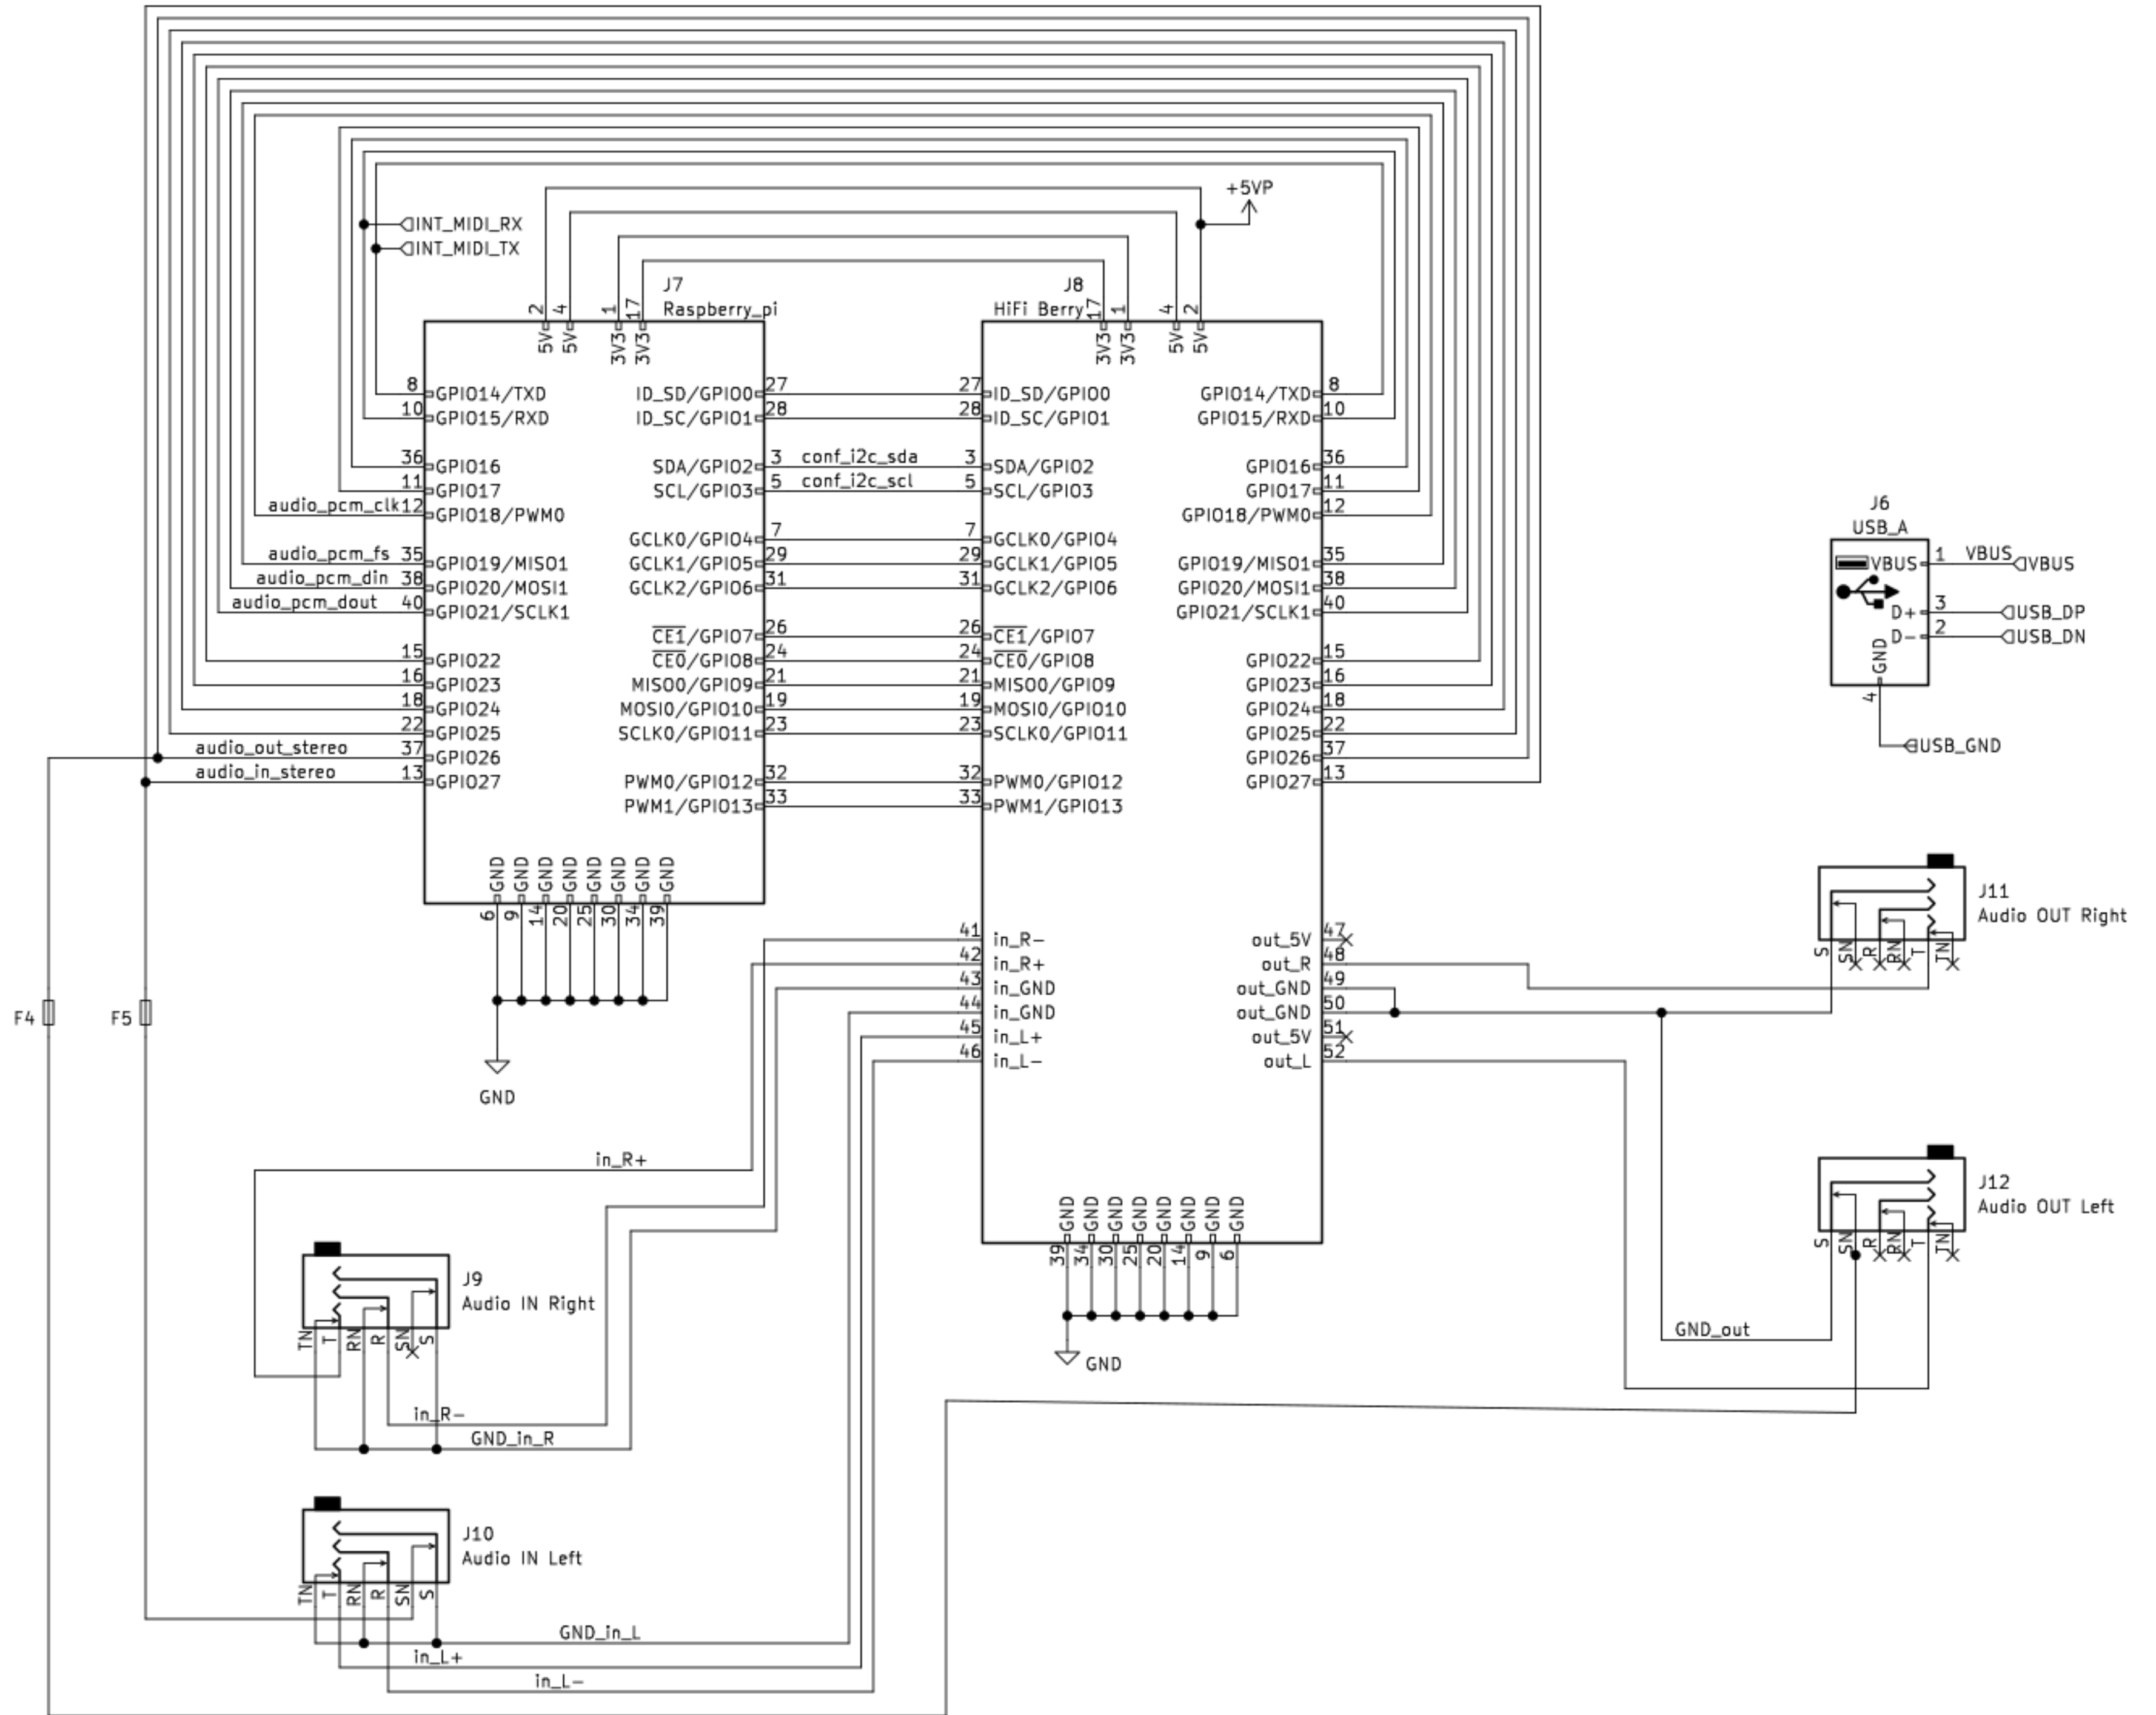 +5VP
INT_MIDI_RX
INT_MIDI_TX
J7
Raspberry_pi
J8
HiFi Berry
2 4 1 17
17 1 4 2
5V 5V 3V3 3V3
3V3 3V3 5V 5V
8 GPIO14/TXD ID_SD/GPIO0 27
10 GPIO15/RXD ID_SC/GPIO1 28
36 GPIO16 SDA/GPIO2 3 conf_i2c_sda
11 GPIO17 SCL/GPIO3 5 conf_i2c_scl
audio_pcm_clk 12 GPIO18/PWM0
GCLK0/GPIO4 7
audio_pcm_fs 35 GPIO19/MISO1 GCLK1/GPIO5 29
audio_pcm_din 38 GPIO20/MOSI1 GCLK2/GPIO6 31
audio_pcm_dout 40 GPIO21/SCLK1
CE1/GPIO7 26
15 GPIO22 CE0/GPIO8 24
16 GPIO23 MISO0/GPIO9 21
18 GPIO24 MOSI0/GPIO10 19
22 GPIO25 SCLK0/GPIO11 23
audio_out_stereo 37 GPIO26
audio_in_stereo 13 GPIO27 PWM0/GPIO12 32
PWM1/GPIO13 33
GND GND GND GND GND GND GND GND
6 9 14 20 25 30 34 39
GND
27 ID_SD/GPIO0 GPIO14/TXD 8
28 ID_SC/GPIO1 GPIO15/RXD 10
3 SDA/GPIO2 GPIO16 36
5 SCL/GPIO3 GPIO17 11
GPIO18/PWM0 12
7 GCLK0/GPIO4
29 GCLK1/GPIO5 GPIO19/MISO1 35
31 GCLK2/GPIO6 GPIO20/MOSI1 38
GPIO21/SCLK1 40
26 CE1/GPIO7
24 CE0/GPIO8 GPIO22 15
21 MISO0/GPIO9 GPIO23 16
19 MOSI0/GPIO10 GPIO24 18
23 SCLK0/GPIO11 GPIO25 22
GPIO26 37
32 PWM0/GPIO12 GPIO27 13
33 PWM1/GPIO13
41 in_R- out_5V 47
42 in_R+ out_R 48
43 in_GND out_GND 49
44 in_GND out_GND 50
45 in_L+ out_5V 51
46 in_L- out_L 52
GND GND GND GND GND GND GND GND
39 34 30 25 20 14 9 6
GND
J6
USB_A
VBUS 1 VBUS VBUS
D+ 3 USB_DP
D- 2 USB_DN
GND
4
USB_GND
J11
Audio OUT Right
S SN R RN T TN
J12
Audio OUT Left
S SN R RN T TN
GND_out
F4
F5
in_R+
J9
Audio IN Right
TN T RN R SN S
in_R-
GND_in_R
J10
Audio IN Left
TN T RN R SN S
GND_in_L
in_L+
in_L-